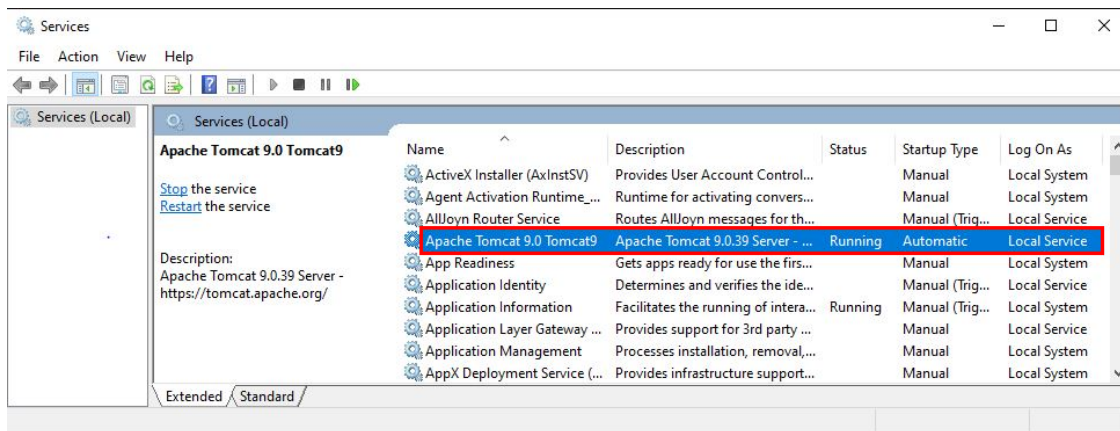 Services
File Action View Help
Services (Local)
Services (Local)
Apache Tomcat 9.0 Tomcat9
Stop the service
Restart the service
Description:
Apache Tomcat 9.0.39 Server -
https://tomcat.apache.org/
Name Description Status Startup Type Log On As
ActiveX Installer (AxInstSV) Provides User Account Control... Manual Local System
Agent Activation Runtime_... Runtime for activating convers... Manual Local System
AllJoyn Router Service Routes AllJoyn messages for th... Manual (Trig... Local Service
Apache Tomcat 9.0 Tomcat9 Apache Tomcat 9.0.39 Server - ... Running Automatic Local Service
App Readiness Gets apps ready for use the firs... Manual Local System
Application Identity Determines and verifies the ide... Manual (Trig... Local Service
Application Information Facilitates the running of intera... Running Manual (Trig... Local System
Application Layer Gateway ... Provides support for 3rd party ... Manual Local Service
Application Management Processes installation, removal,... Manual Local System
AppX Deployment Service (... Provides infrastructure support... Manual Local System
Extended Standard